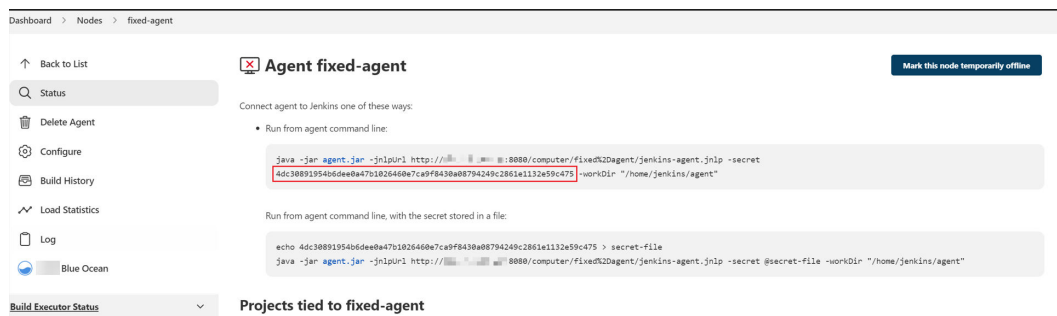 Dashboard > Nodes > fixed-agent
Back to List
Status
Delete Agent
Configure
Build History
Load Statistics
Log
Blue Ocean
Build Executor Status
Agent fixed-agent
Mark this node temporarily offline
Connect agent to Jenkins one of these ways:
• Run from agent command line:
java -jar agent.jar -jnlpUrl http:// :8080/computer/fixed%2Dagent/jenkins-agent.jnlp -secret
4dc30891954b6dee0a47b1026460e7ca9f8430a08794249c2861e1132e59c475 -workDir "/home/jenkins/agent"
Run from agent command line, with the secret stored in a file:
echo 4dc30891954b6dee0a47b1026460e7ca9f8430a08794249c2861e1132e59c475 > secret-file
java -jar agent.jar -jnlpUrl http:// 8080/computer/fixed%2Dagent/jenkins-agent.jnlp -secret @secret-file -workDir "/home/jenkins/agent"
Projects tied to fixed-agent